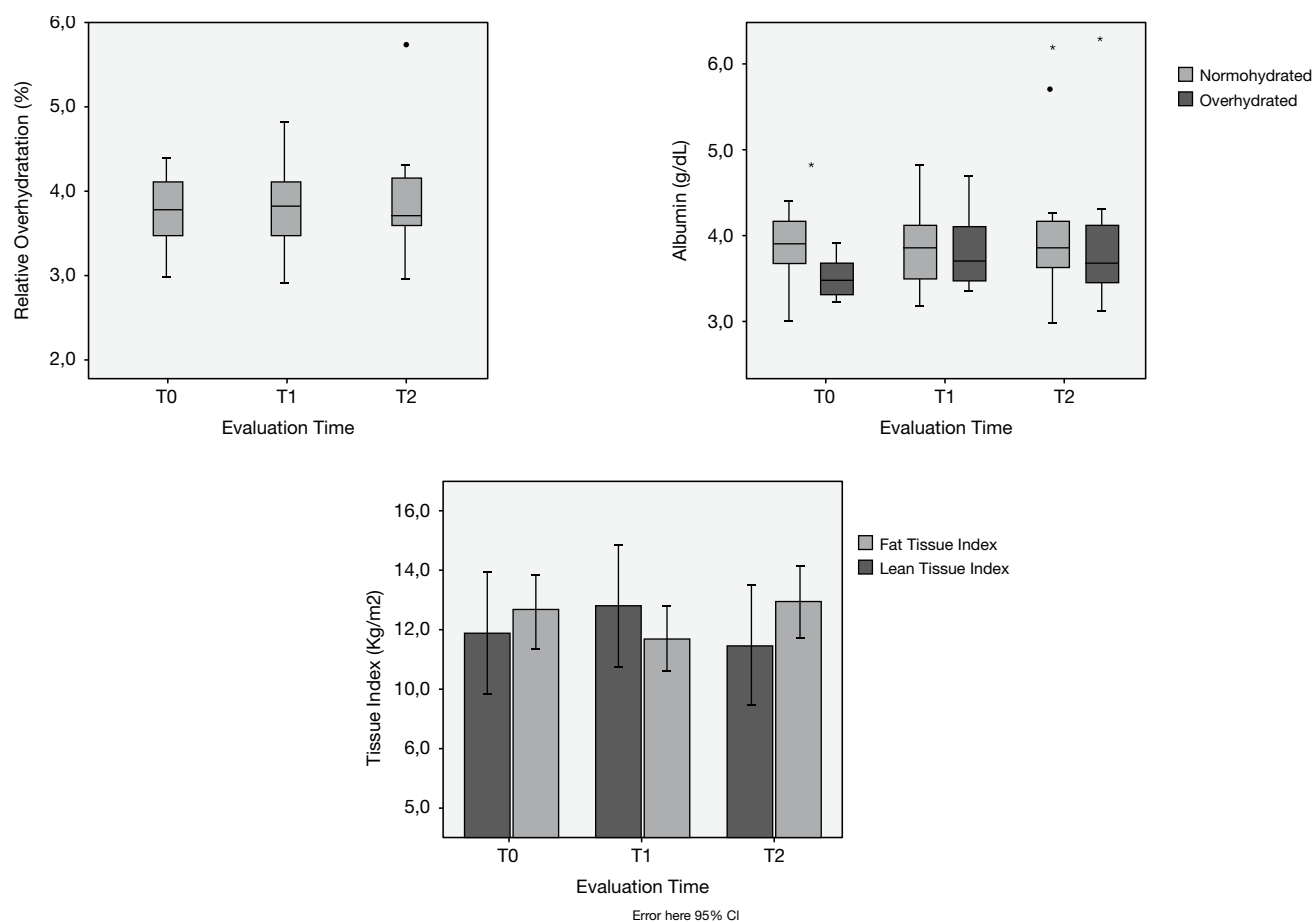 6,0
5,0
4,0
3,0
2,0
Relative Overhydratation (%)
T0 T1 T2
Evaluation Time
6,0
5,0
4,0
3,0
Albumin (g/dL)
T0 T1 T2
Evaluation Time
Normohydrated
Overhydrated
16,0
14,0
12,0
10,0
6,0
5,0
Tissue Index (Kg/m2)
T0 T1 T2
Evaluation Time
Error here 95% CI
Fat Tissue Index
Lean Tissue Index